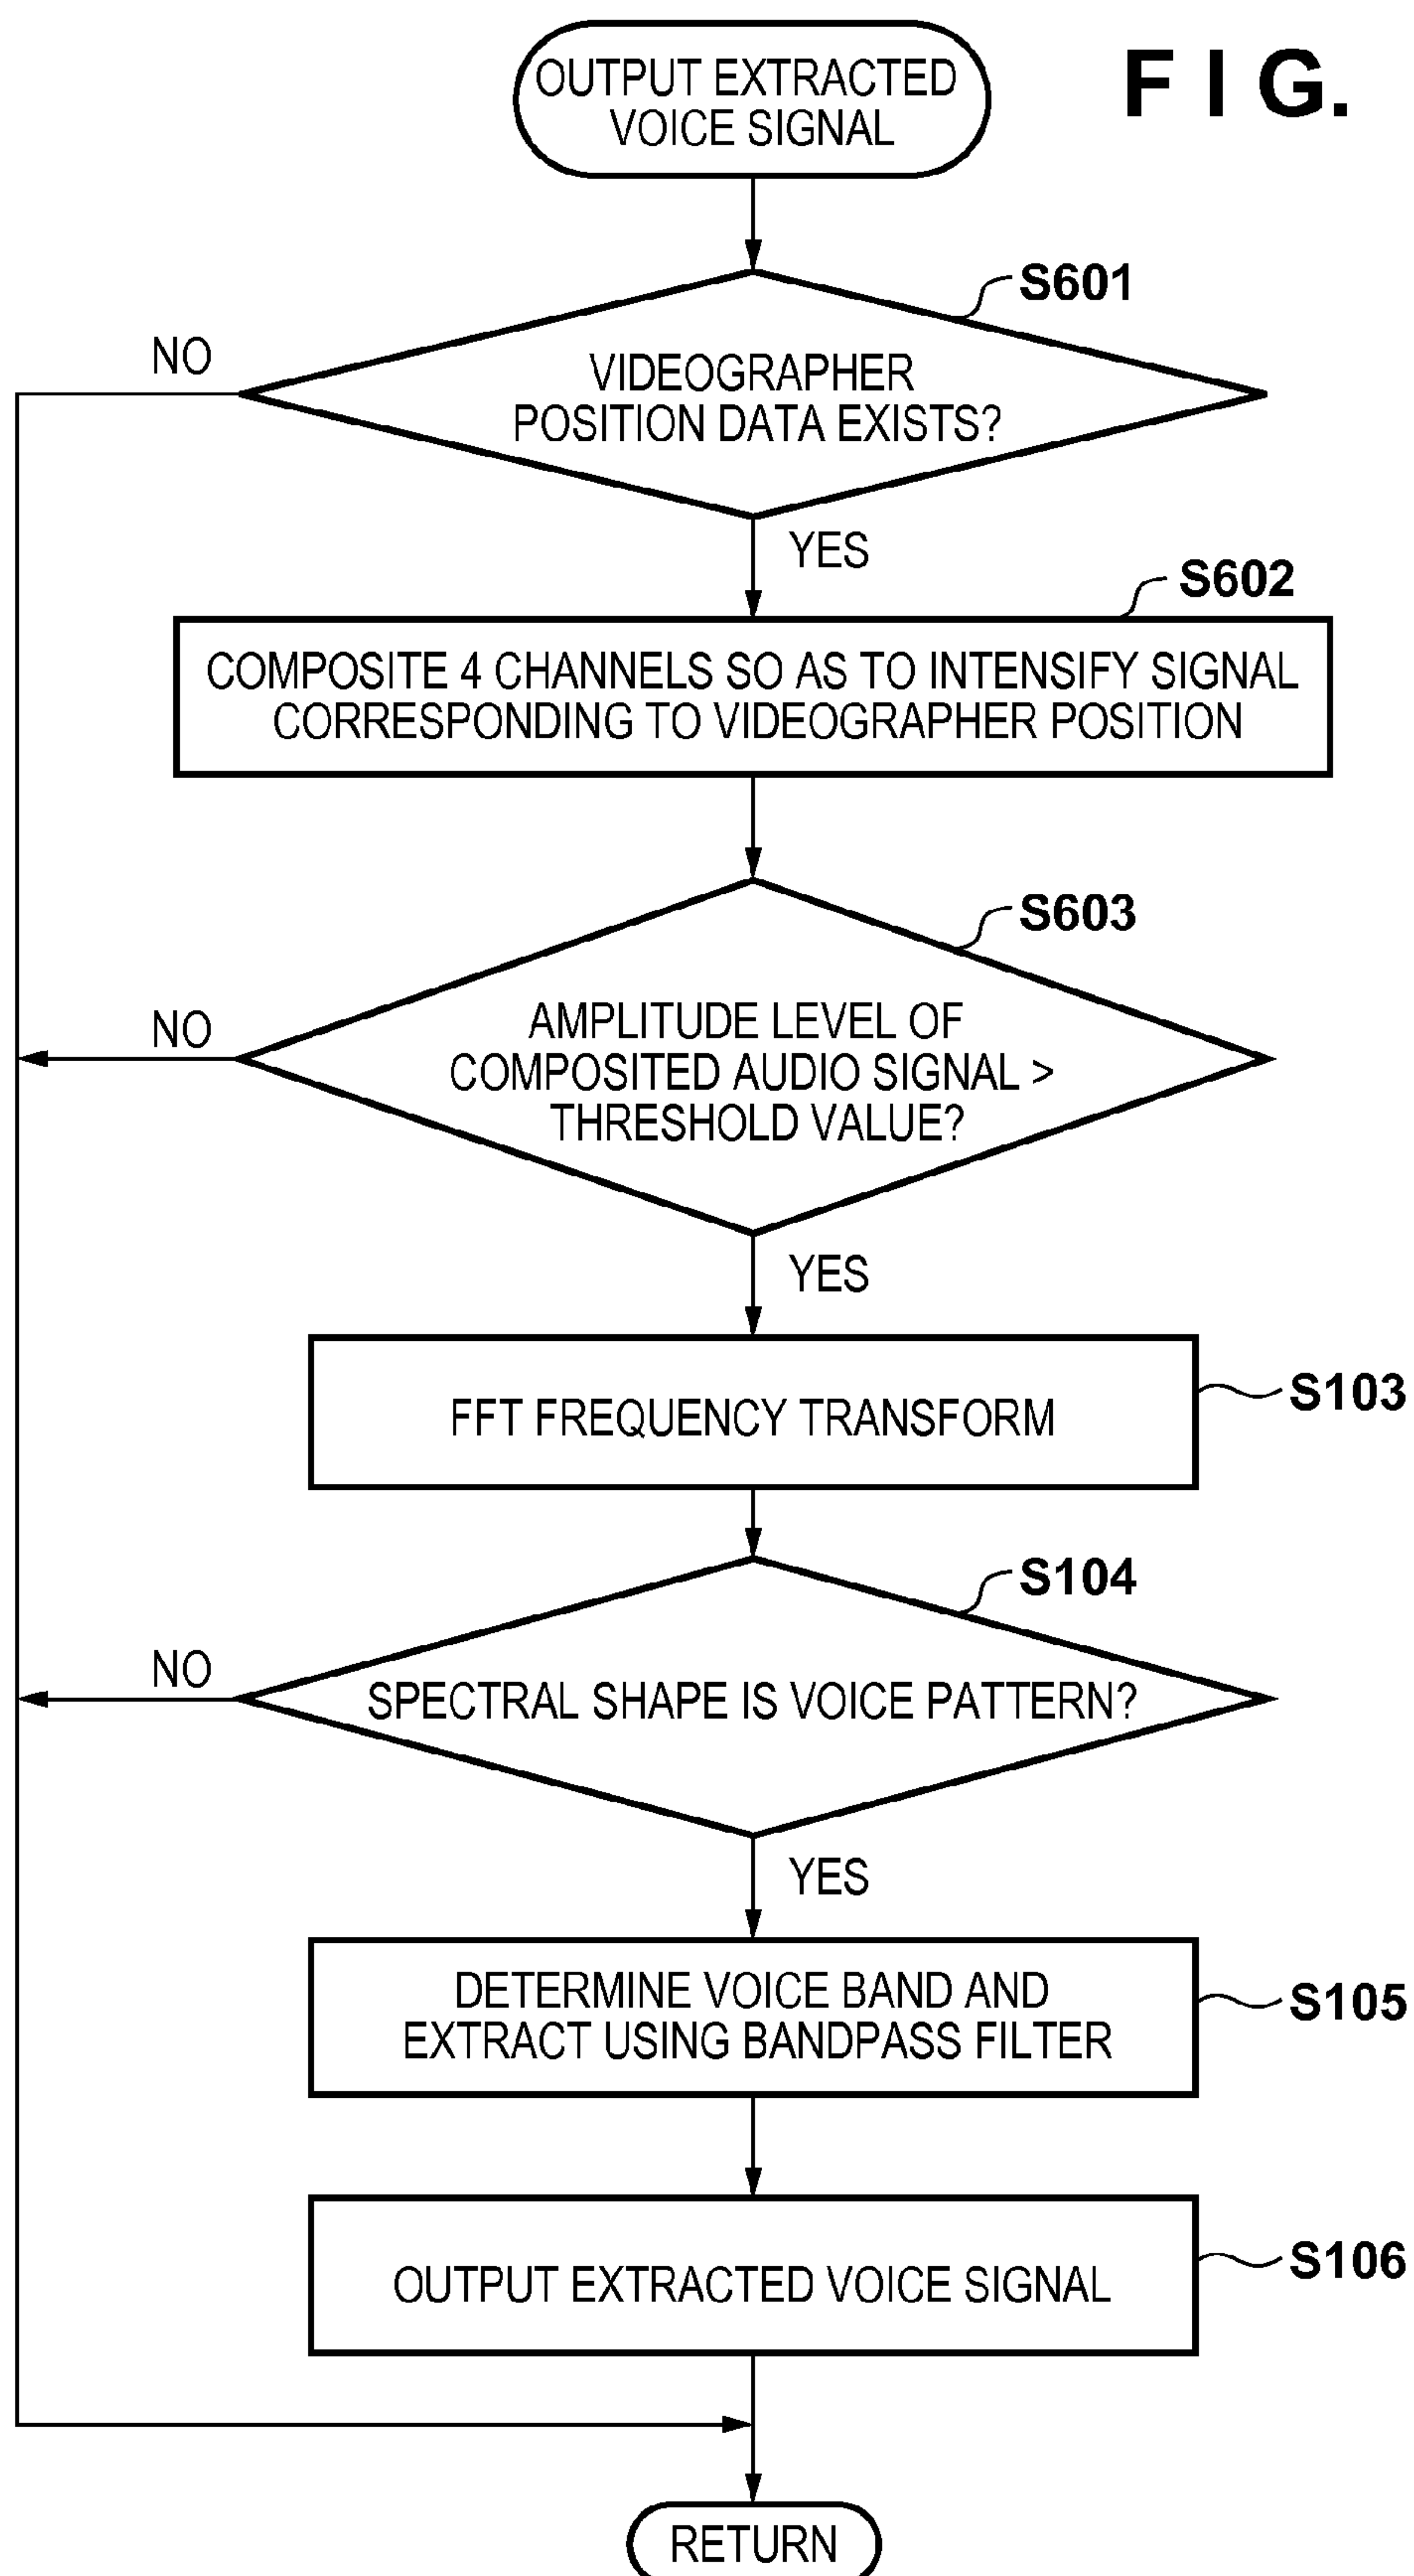 OUTPUT EXTRACTED
VOICE SIGNAL
F I G.
S601
NO
VIDEOGRAPHER
POSITION DATA EXISTS?
YES
S602
COMPOSITE 4 CHANNELS SO AS TO INTENSIFY SIGNAL
CORRESPONDING TO VIDEOGRAPHER POSITION
S603
NO
AMPLITUDE LEVEL OF
COMPOSITED AUDIO SIGNAL >
THRESHOLD VALUE?
YES
FFT FREQUENCY TRANSFORM
S103
S104
NO
SPECTRAL SHAPE IS VOICE PATTERN?
YES
DETERMINE VOICE BAND AND
EXTRACT USING BANDPASS FILTER
S105
OUTPUT EXTRACTED VOICE SIGNAL
S106
RETURN